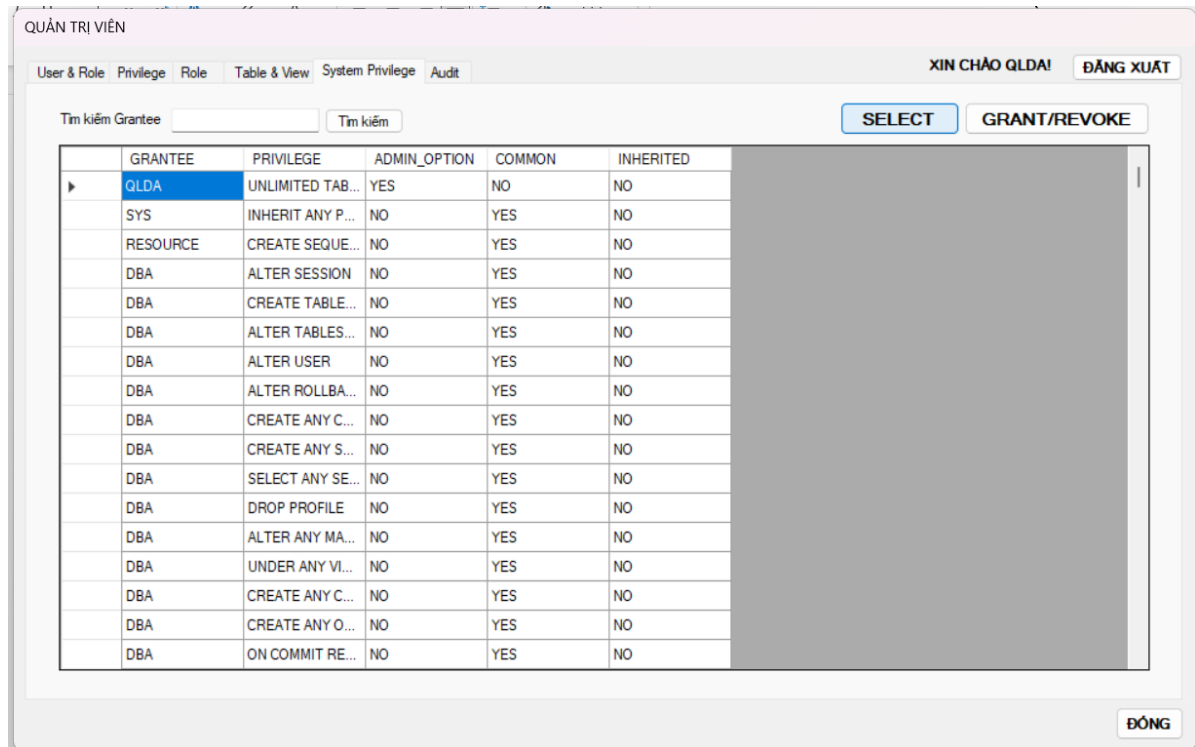 QUẢN TRỊ VIÊN
User & Role Privilege Role Table & View System Privilege Audit XIN CHÀO QLDA! ĐĂNG XUẤT
Tìm kiếm Grantee Tìm kiếm SELECT GRANT/REVOKE
GRANTEE PRIVILEGE ADMIN_OPTION COMMON INHERITED
QLDA UNLIMITED TAB... YES NO NO
SYS INHERIT ANY P... NO YES NO
RESOURCE CREATE SEQUE... NO YES NO
DBA ALTER SESSION NO YES NO
DBA CREATE TABLE... NO YES NO
DBA ALTER TABLES... NO YES NO
DBA ALTER USER NO YES NO
DBA ALTER ROLLBA... NO YES NO
DBA CREATE ANY C... NO YES NO
DBA CREATE ANY S... NO YES NO
DBA SELECT ANY SE... NO YES NO
DBA DROP PROFILE NO YES NO
DBA ALTER ANY MA... NO YES NO
DBA UNDER ANY VI... NO YES NO
DBA CREATE ANY C... NO YES NO
DBA CREATE ANY O... NO YES NO
DBA ON COMMIT RE... NO YES NO
ĐÓNG